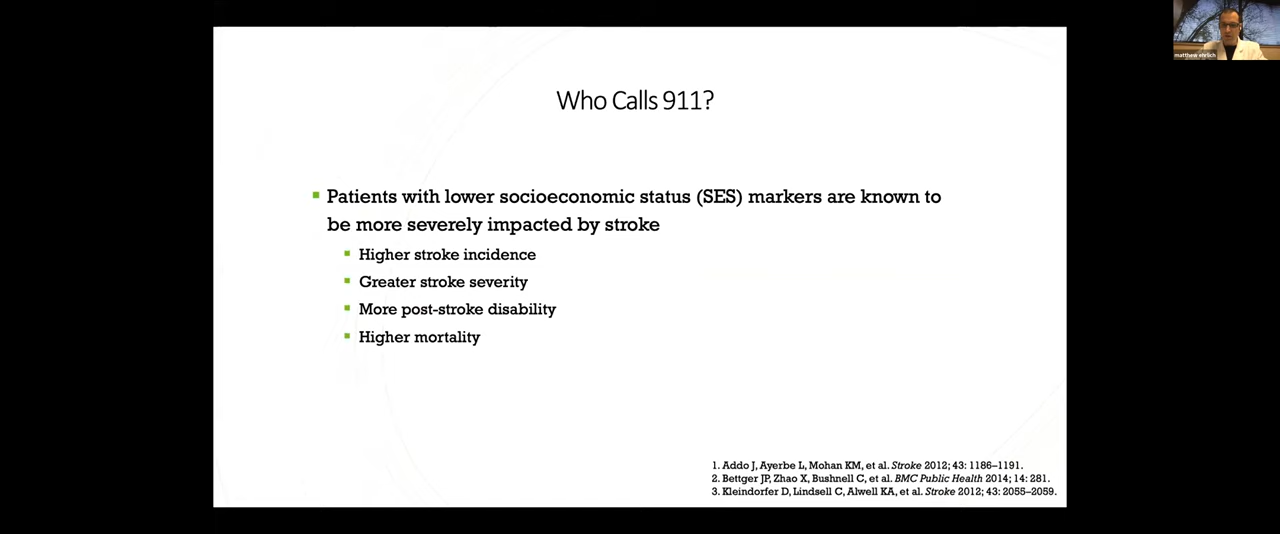 matthew ehrlich
Who Calls 911?
Patients with lower socioeconomic status (SES) markers are known to
be more severely impacted by stroke
Higher stroke incidence
Greater stroke severity
More post-stroke disability
Higher mortality
1. Addo J, Ayerbe L, Mohan KM, et al. Stroke 2012; 43: 1186–1191.
2. Bettger JP, Zhao X, Bushnell C, et al. BMC Public Health 2014; 14: 281.
3. Kleindorfer D, Lindsell C, Alwell KA, et al. Stroke 2012; 43: 2055–2059.